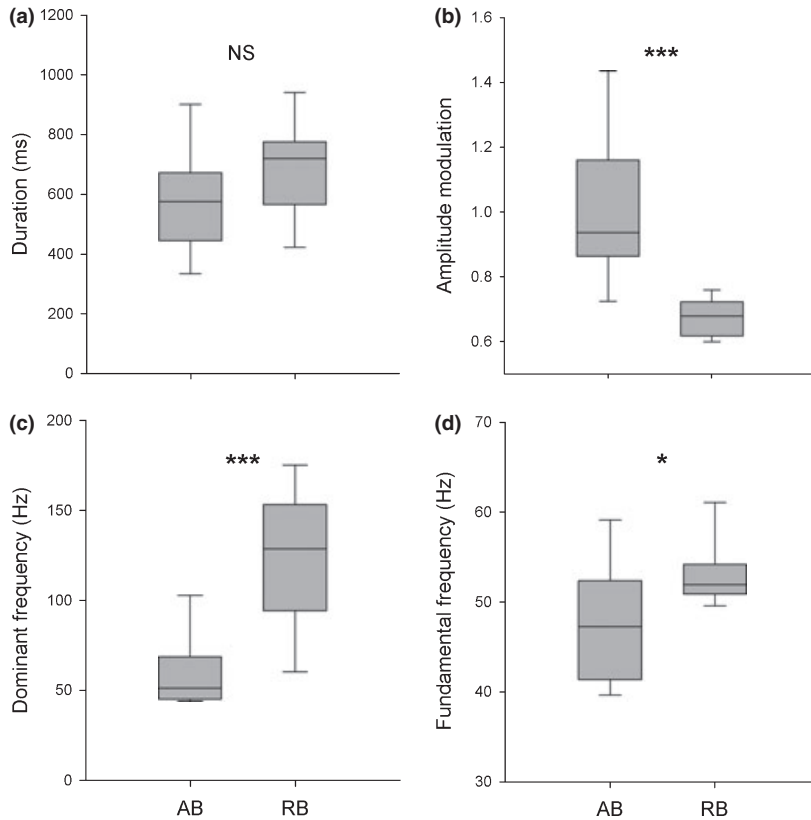 (a)
1200
1000
800
600
400
200
0
Duration (ms)
NS
(b)
1.6
1.4
1.2
1.0
0.8
0.6
Amplitude modulation
***
(c)
200
150
100
50
0
Dominant frequency (Hz)
***
AB RB
(d)
70
60
50
40
30
Fundamental frequency (Hz)
*
AB RB